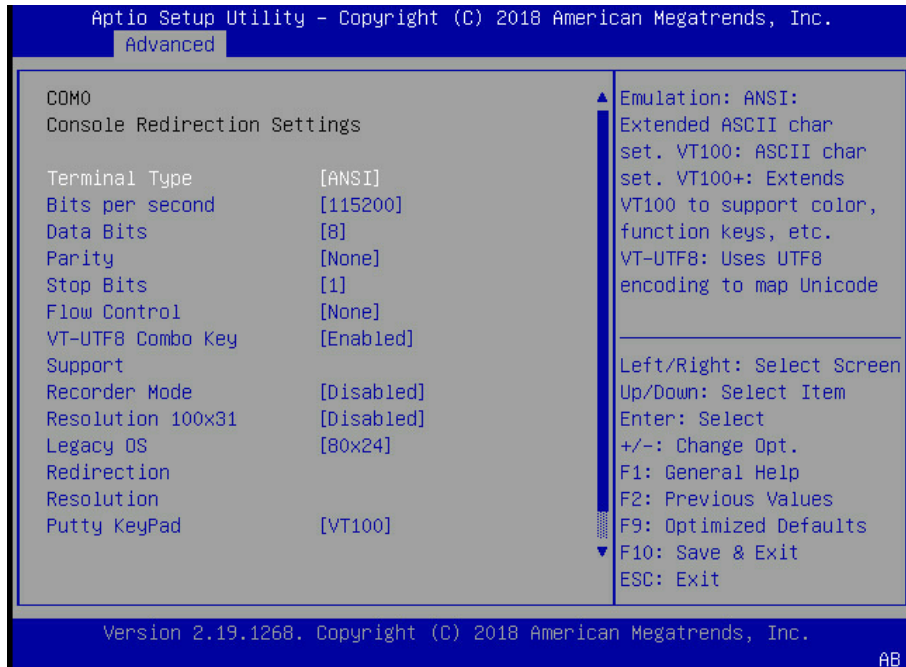 Aptio Setup Utility – Copyright (C) 2018 American Megatrends, Inc.
Advanced
COM0
Console Redirection Settings
Terminal Type [ANSI]
Bits per second [115200]
Data Bits [8]
Parity [None]
Stop Bits [1]
Flow Control [None]
VT-UTF8 Combo Key [Enabled]
Support
Recorder Mode [Disabled]
Resolution 100x31 [Disabled]
Legacy OS [80x24]
Redirection
Resolution
Putty KeyPad [VT100]
Emulation: ANSI:
Extended ASCII char
set. VT100: ASCII char
set. VT100+: Extends
VT100 to support color,
function keys, etc.
VT-UTF8: Uses UTF8
encoding to map Unicode
Left/Right: Select Screen
Up/Down: Select Item
Enter: Select
+/-: Change Opt.
F1: General Help
F2: Previous Values
F9: Optimized Defaults
F10: Save & Exit
ESC: Exit
Version 2.19.1268. Copyright (C) 2018 American Megatrends, Inc.
AB